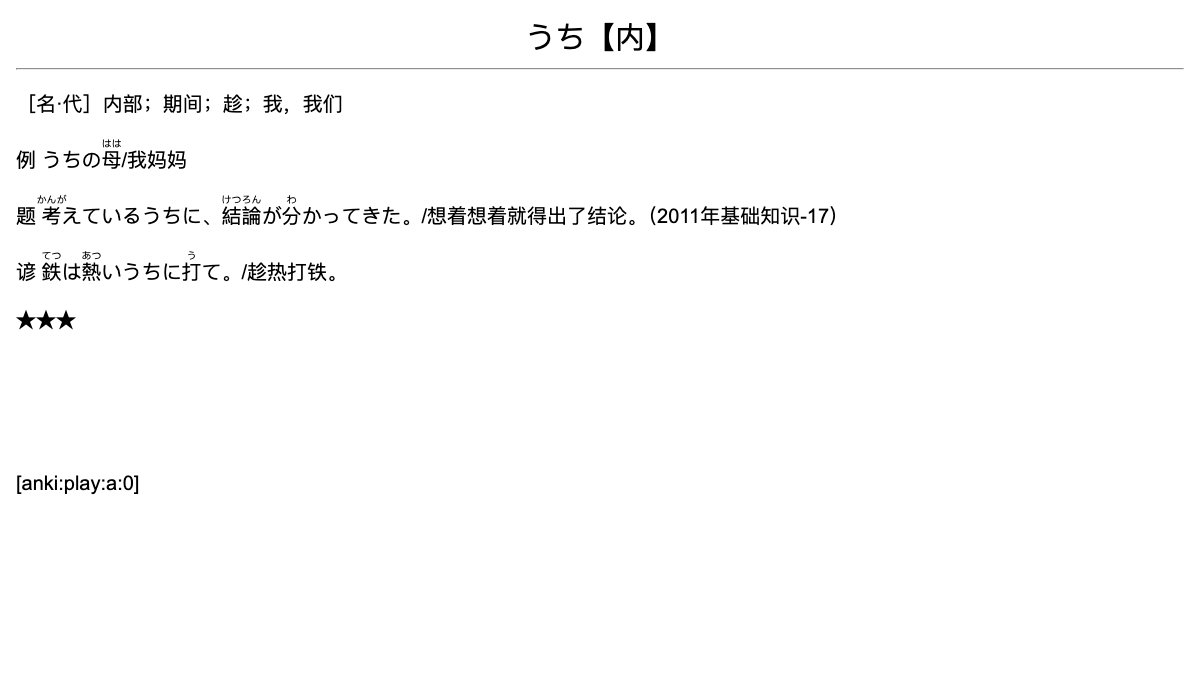 うち【内】
［名·代］内部；期间；趁；我，我们
はは
例 うちの母/我妈妈
かんが けつろん わ
题 考えているうちに、結論が分かってきた。/想着想着就得出了结论。（2011年基础知识-17）
てつ あつ う
谚 鉄は熱いうちに打て。/趁热打铁。
★★★
[anki:play:a:0]